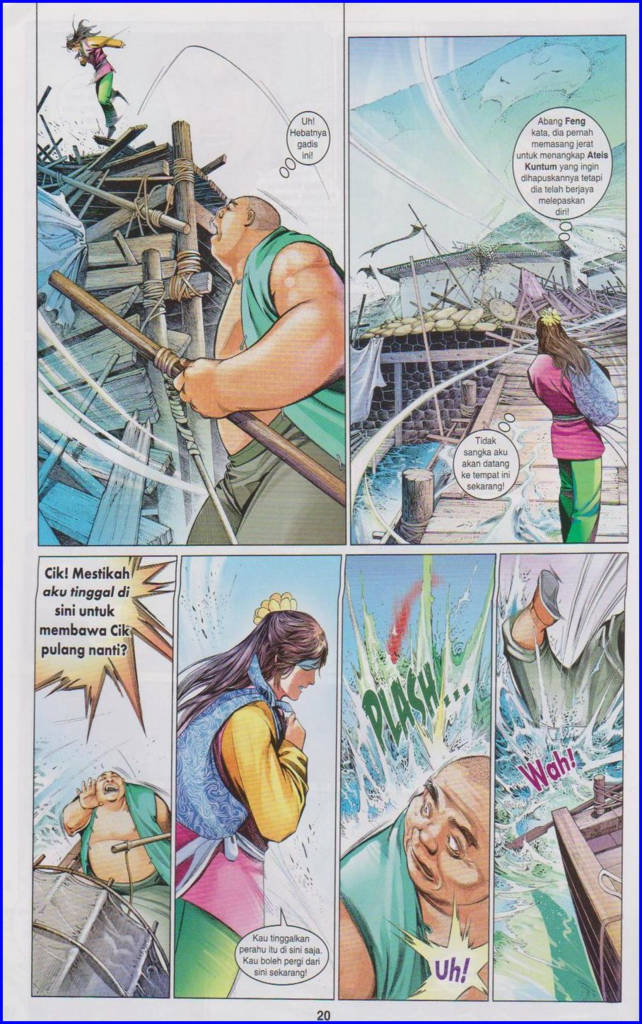 Uh!
Hebatnya
gadis
ini!
Abang Feng
kata, dia pernah
memasang jerat
untuk menangkap Ateis
Kuntum yang ingin
dihapuskannya tetapi
dia telah berjaya
melepaskan
diri!
Tidak
sangka aku
akan datang
ke tempat ini
sekarang!
Cik! Mestikah
aku tinggal di
sini untuk
membawa Cik
pulang nanti?
Kau tinggalkan
perahu itu di sini saja.
Kau boleh pergi dari
sini sekarang!
PLASH...
Uh!
Wah!
20